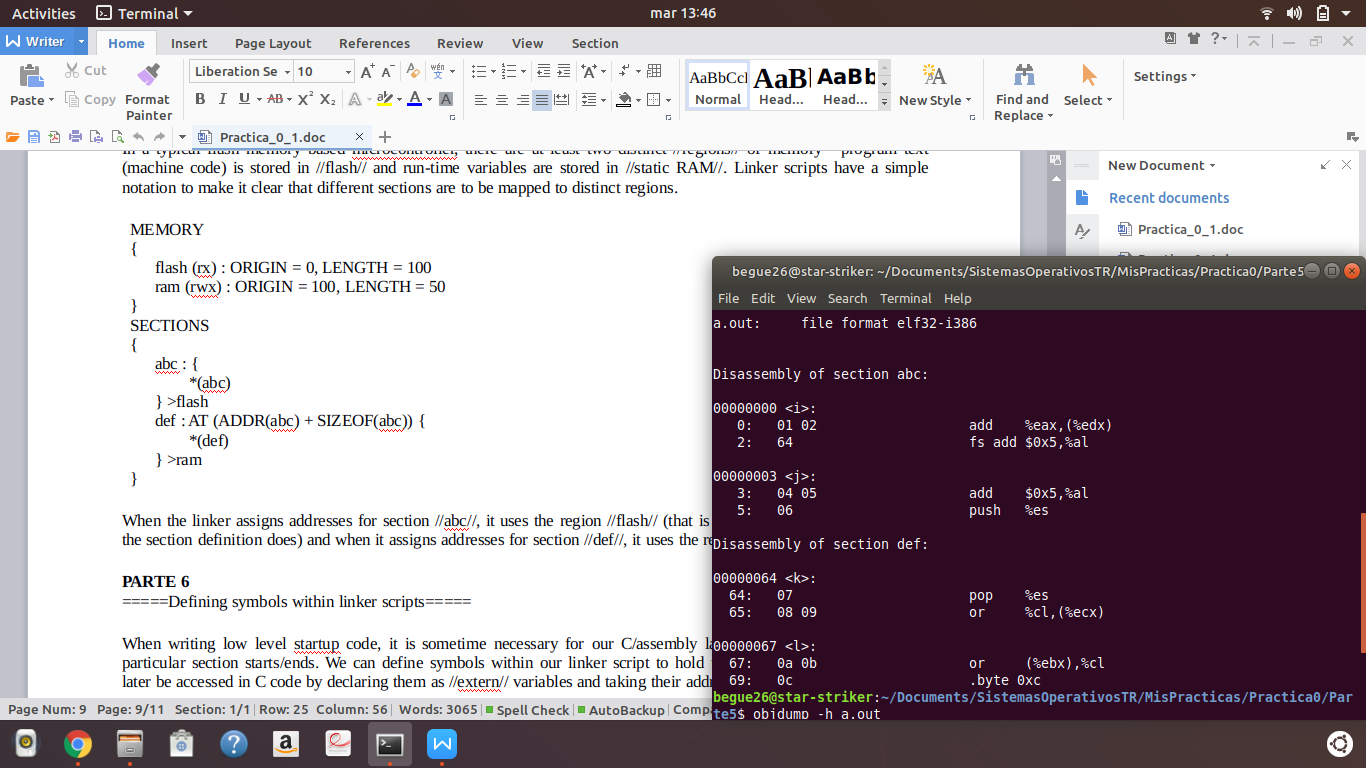 Activities
Terminal
mar 13:46
Writer
Home
Insert
Page Layout
References
Review
View
Section
Paste
Cut
Copy
Format Painter
Liberation Se
10
B I U AB X² X₂
AaBbCcl
Normal
AaBl
Head...
AaBb
Head...
New Style
Find and Replace
Select
Settings
Practica_0_1.doc
(machine code) is stored in //flash// and run-time variables are stored in //static RAM//. Linker scripts have a simple
notation to make it clear that different sections are to be mapped to distinct regions.
MEMORY
{
flash (rx) : ORIGIN = 0, LENGTH = 100
ram (rwx) : ORIGIN = 100, LENGTH = 50
}
SECTIONS
{
abc : {
*(abc)
} >flash
def : AT (ADDR(abc) + SIZEOF(abc)) {
*(def)
} >ram
}
When the linker assigns addresses for section //abc//, it uses the region //flash// (that is
the section definition does) and when it assigns addresses for section //def//, it uses the re
PARTE 6
=====Defining symbols within linker scripts=====
When writing low level startup code, it is sometime necessary for our C/assembly la
particular section starts/ends. We can define symbols within our linker script to hold
later be accessed in C code by declaring them as //extern// variables and taking their addr
New Document
Recent documents
Practica_0_1.doc
begue26@star-striker: ~/Documents/SistemasOperativosTR/MisPracticas/Practica0/Parte5
File Edit View Search Terminal Help
a.out:     file format elf32-i386
Disassembly of section abc:
00000000 <i>:
0: 01 02 add %eax,(%edx)
2: 64 fs add $0x5,%al
00000003 <j>:
3: 04 05 add $0x5,%al
5: 06 push %es
Disassembly of section def:
00000064 <k>:
64: 07 pop %es
65: 08 09 or %cl,(%ecx)
00000067 <l>:
67: 0a 0b or (%ebx),%cl
69: 0c .byte 0xc
begue26@star-striker:~/Documents/SistemasOperativosTR/MisPracticas/Practica0/Par
te5$ objdump -h a.out
Page Num: 9 Page: 9/11 Section: 1/1 Row: 25 Column: 56 Words: 3065 Spell Check AutoBackup Compa